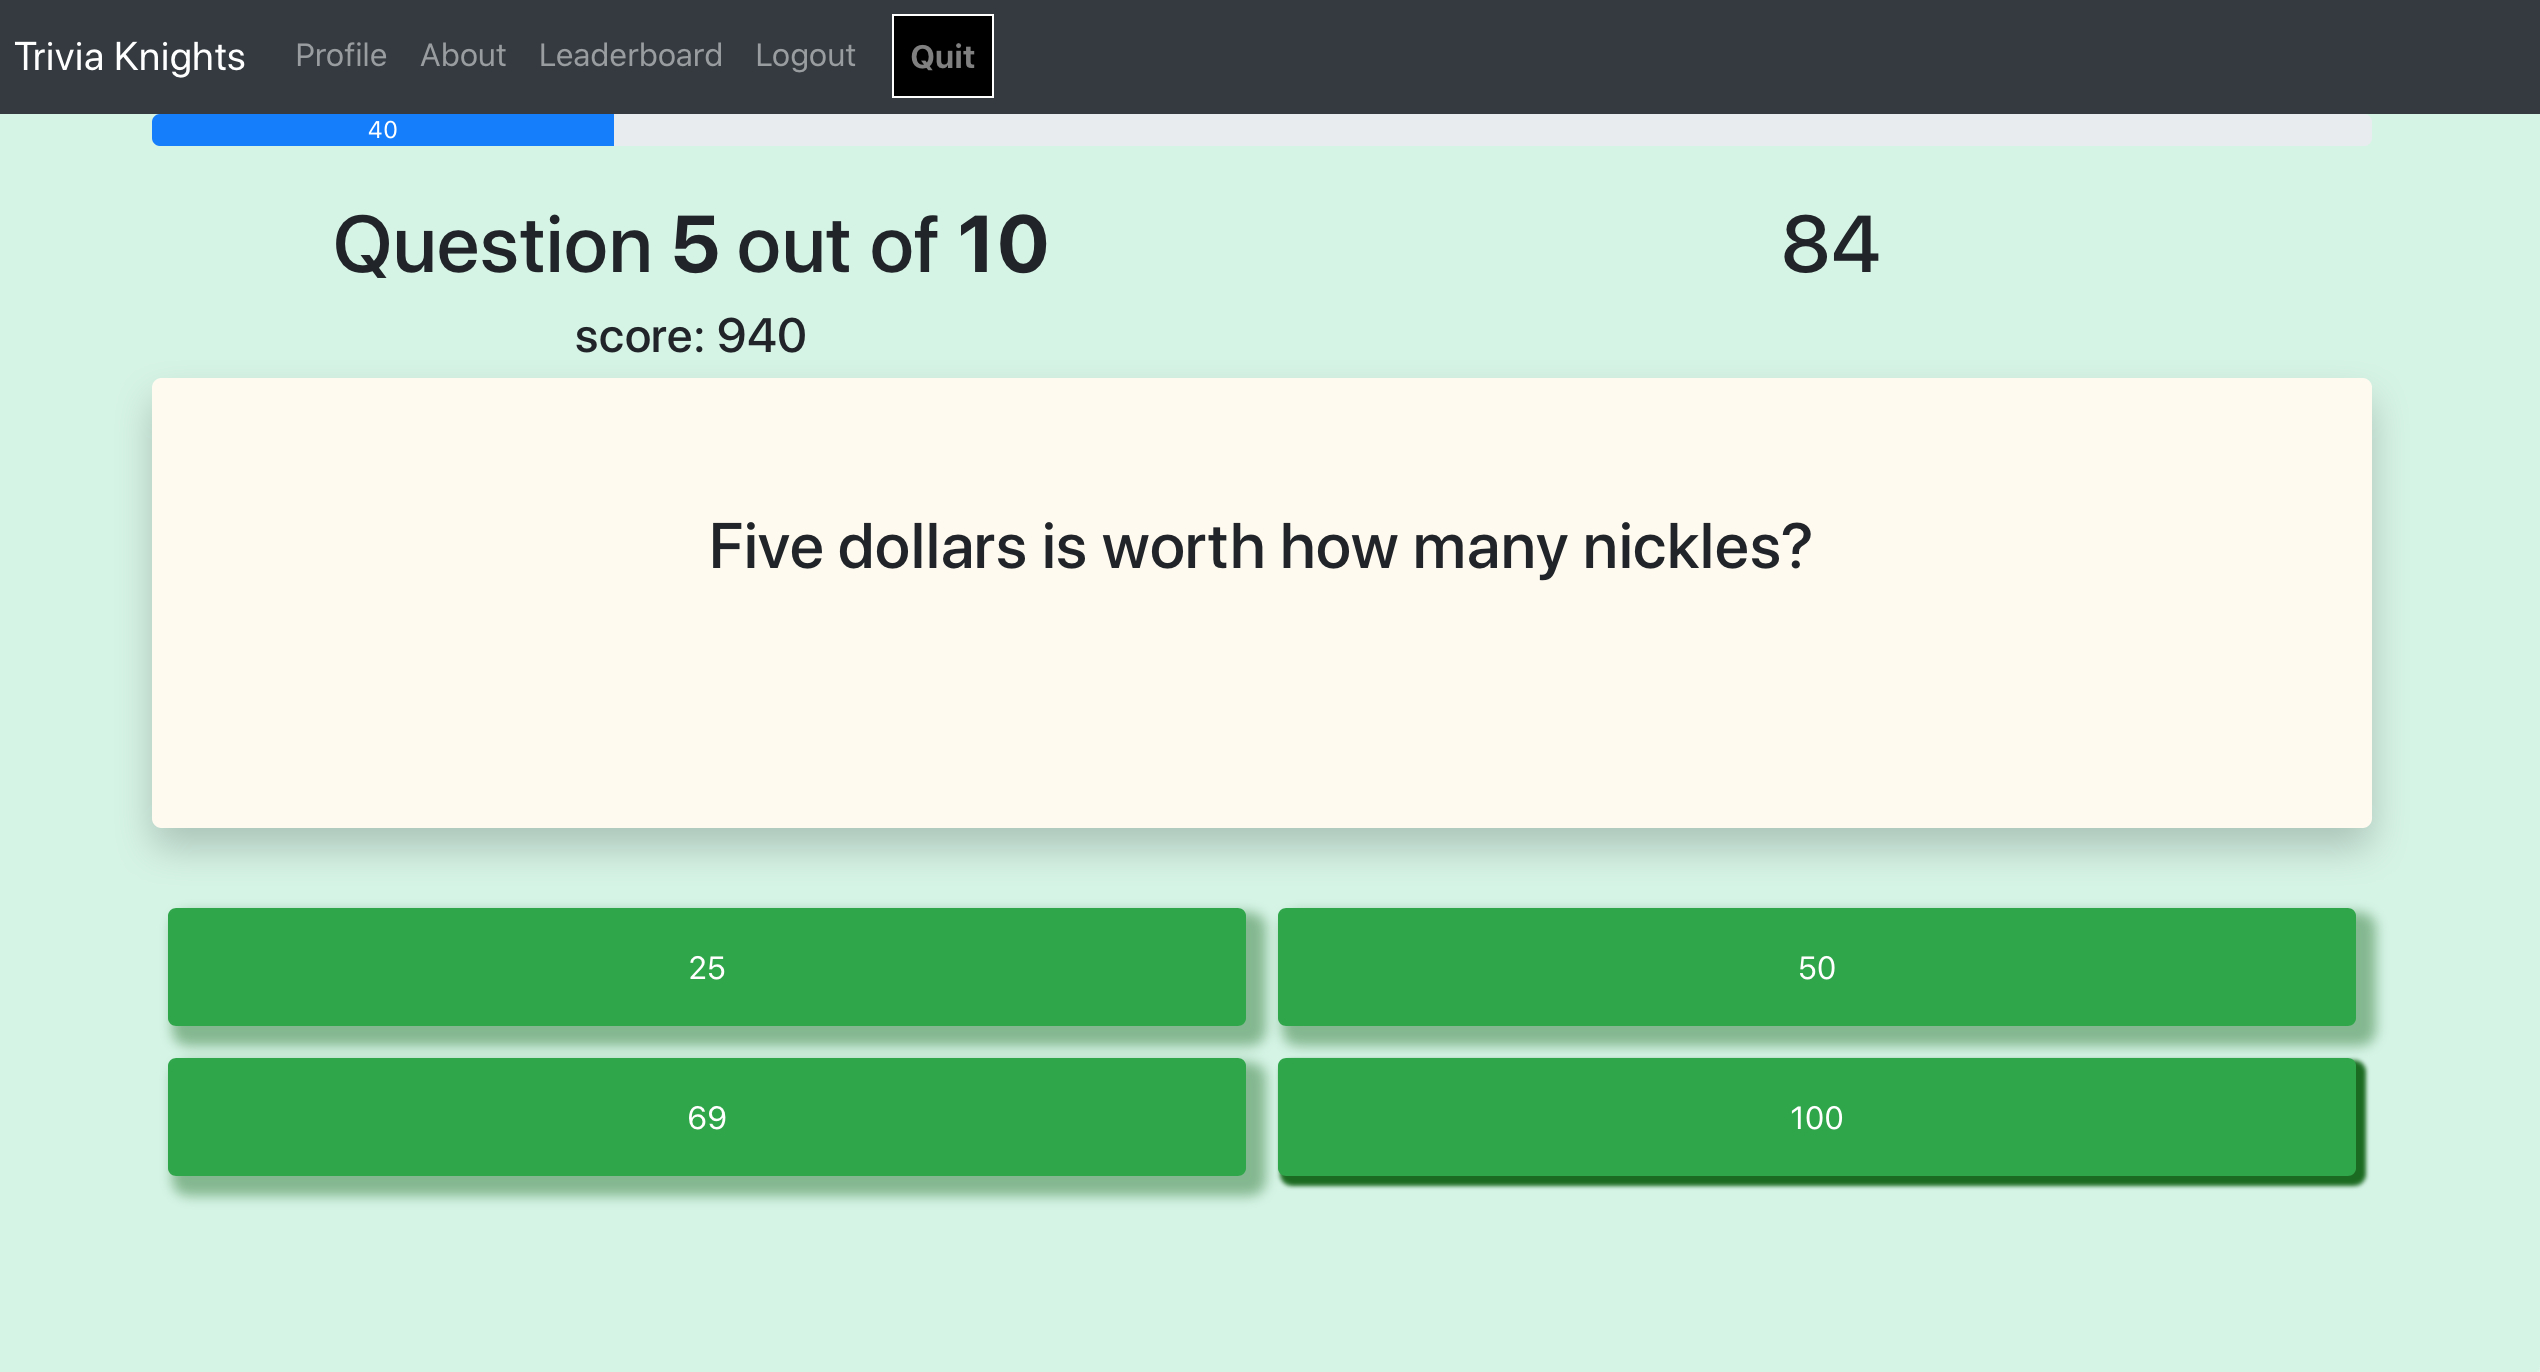 Trivia Knights Profile About Leaderboard Logout Quit
40
Question 5 out of 10
84
score: 940
Five dollars is worth how many nickles?
25
50
69
100